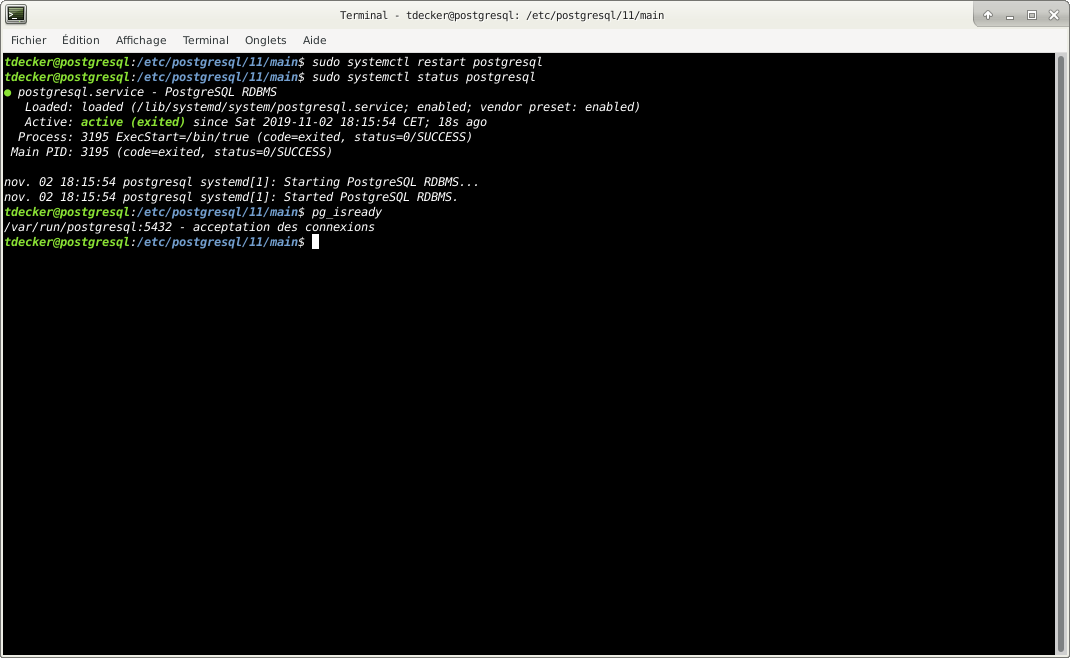 Terminal - tdecker@postgresql: /etc/postgresql/11/main
Fichier Édition Affichage Terminal Onglets Aide
tdecker@postgresql:/etc/postgresql/11/main$ sudo systemctl restart postgresql
tdecker@postgresql:/etc/postgresql/11/main$ sudo systemctl status postgresql
● postgresql.service - PostgreSQL RDBMS
   Loaded: loaded (/lib/systemd/system/postgresql.service; enabled; vendor preset: enabled)
   Active: active (exited) since Sat 2019-11-02 18:15:54 CET; 18s ago
  Process: 3195 ExecStart=/bin/true (code=exited, status=0/SUCCESS)
 Main PID: 3195 (code=exited, status=0/SUCCESS)

nov. 02 18:15:54 postgresql systemd[1]: Starting PostgreSQL RDBMS...
nov. 02 18:15:54 postgresql systemd[1]: Started PostgreSQL RDBMS.
tdecker@postgresql:/etc/postgresql/11/main$ pg_isready
/var/run/postgresql:5432 - acceptation des connexions
tdecker@postgresql:/etc/postgresql/11/main$